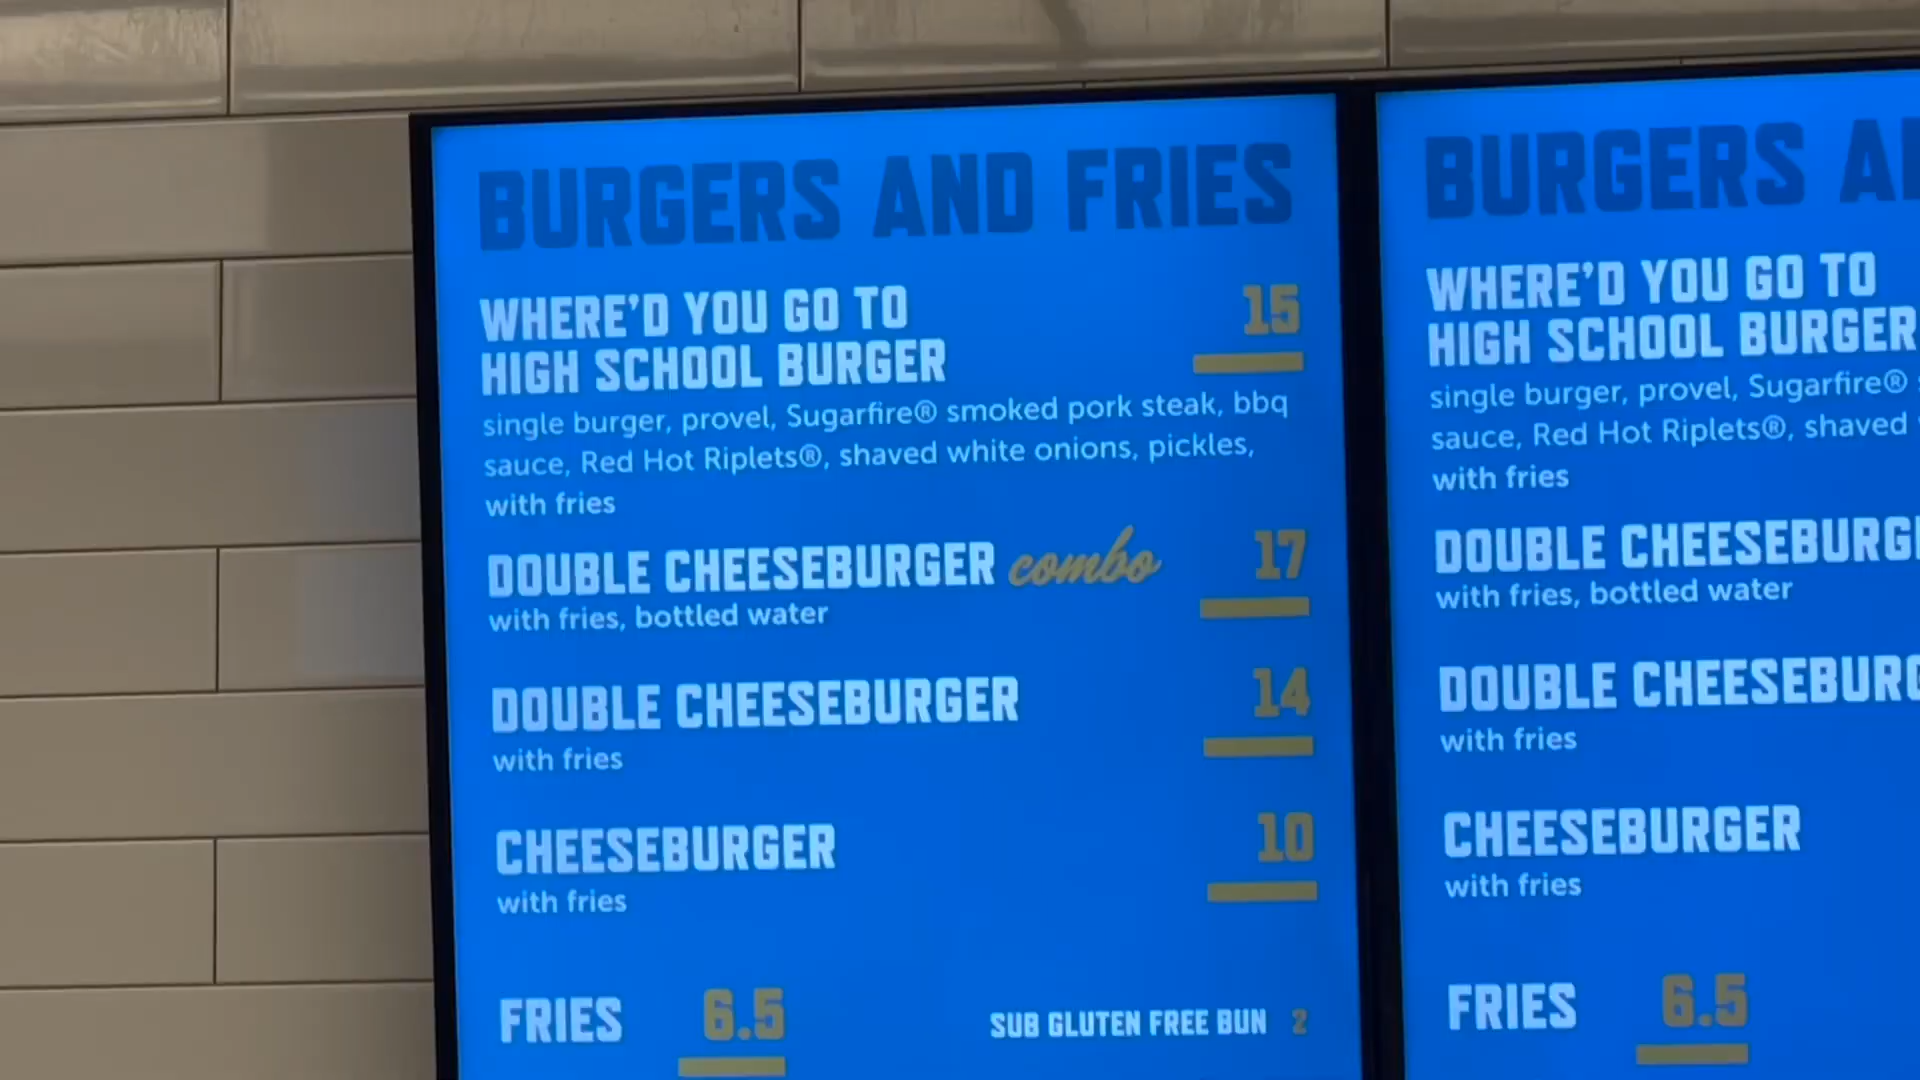 BURGERS AND FRIES
WHERE'D YOU GO TO 15
HIGH SCHOOL BURGER
single burger, provel, Sugarfire® smoked pork steak, bbq
sauce, Red Hot Riplets®, shaved white onions, pickles,
with fries
DOUBLE CHEESEBURGER combo 17
with fries, bottled water
DOUBLE CHEESEBURGER 14
with fries
CHEESEBURGER 10
with fries
FRIES 6.5 SUB GLUTEN FREE BUN 2
BURGERS
WHERE'D YOU GO TO
HIGH SCHOOL BURGER
single burger, provel, Sugarfire®
sauce, Red Hot Riplets®, shaved
with fries
DOUBLE
with fries, bottled water
DOUBLE
with fries
CHEESEBURGER
with fries
FRIES 6.5